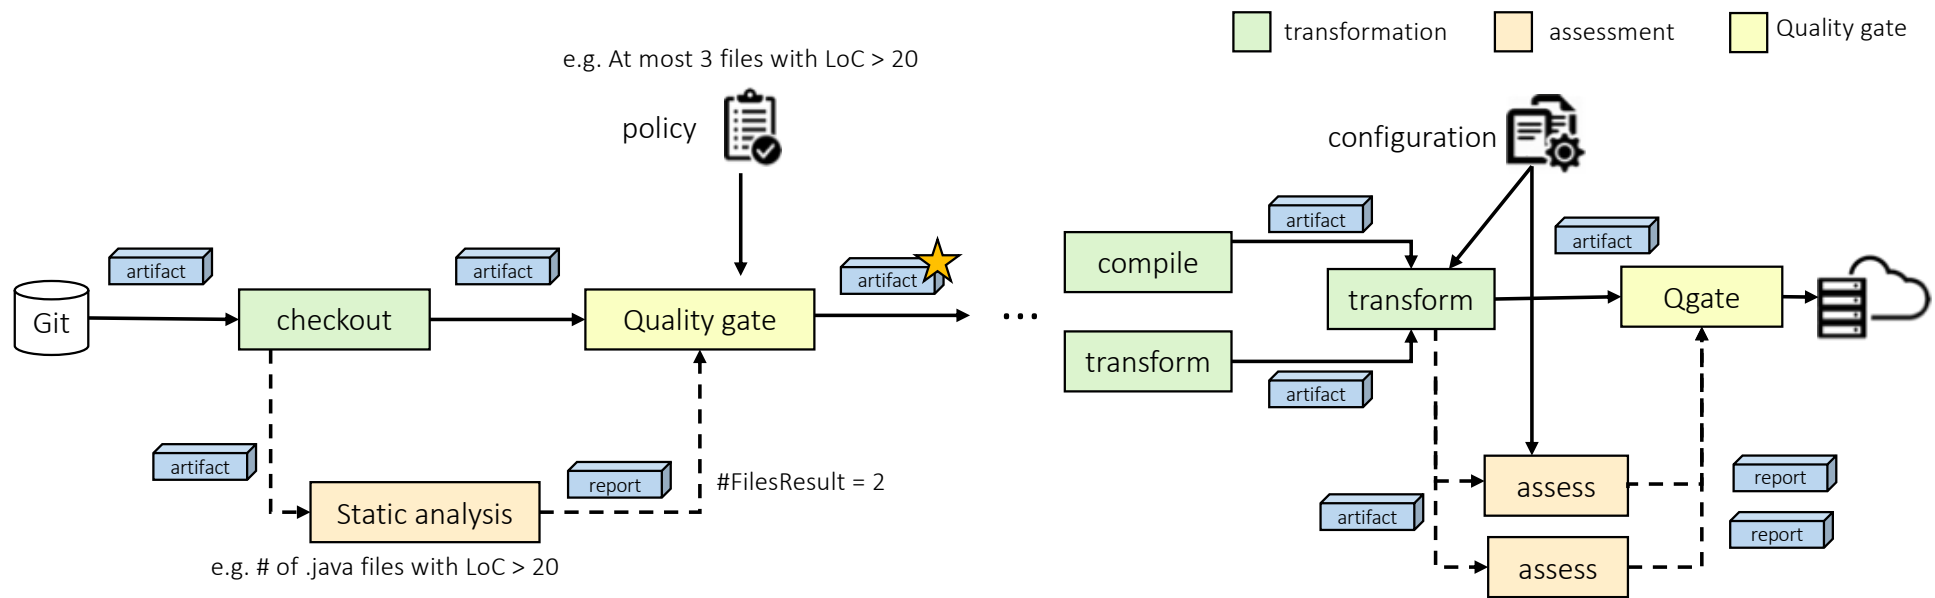 transformation
assessment
Quality gate
e.g. At most 3 files with LoC > 20
policy
configuration
artifact
artifact
artifact
artifact
artifact
Git
checkout
Quality gate
...
compile
transform
Qgate
transform
artifact
artifact
report
#FilesResult = 2
Static analysis
e.g. # of .java files with LoC > 20
artifact
assess
report
report
assess